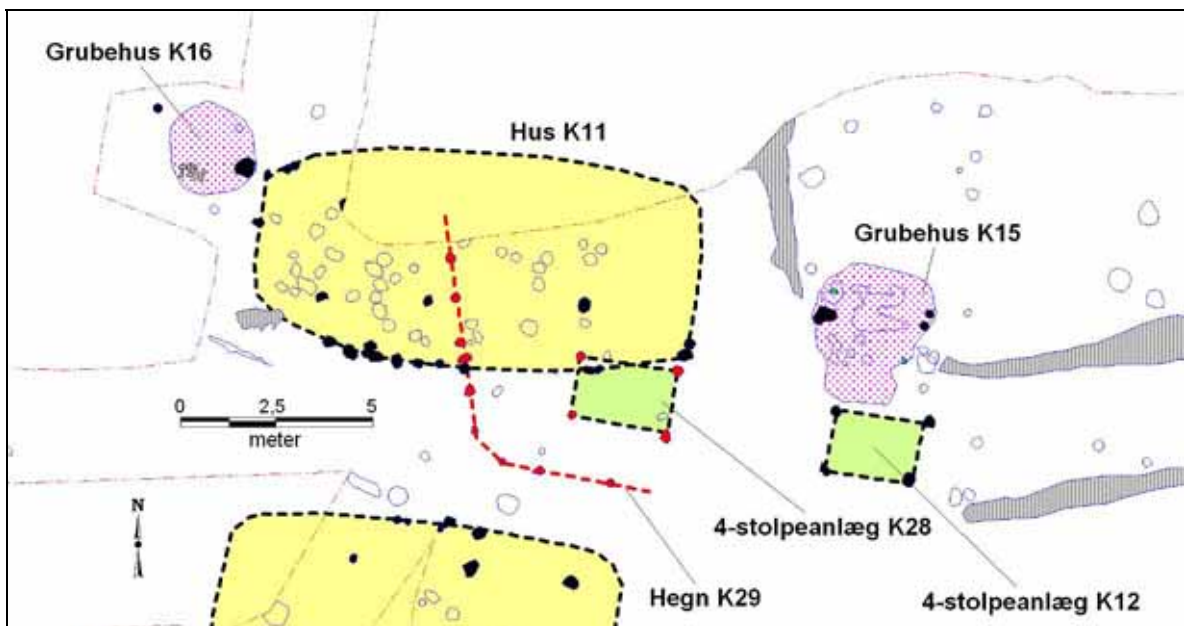 Grubehus K16
Hus K11
Grubehus K15
0 2,5 5
meter
N
4-stolpeanlæg K28
Hegn K29
4-stolpeanlæg K12